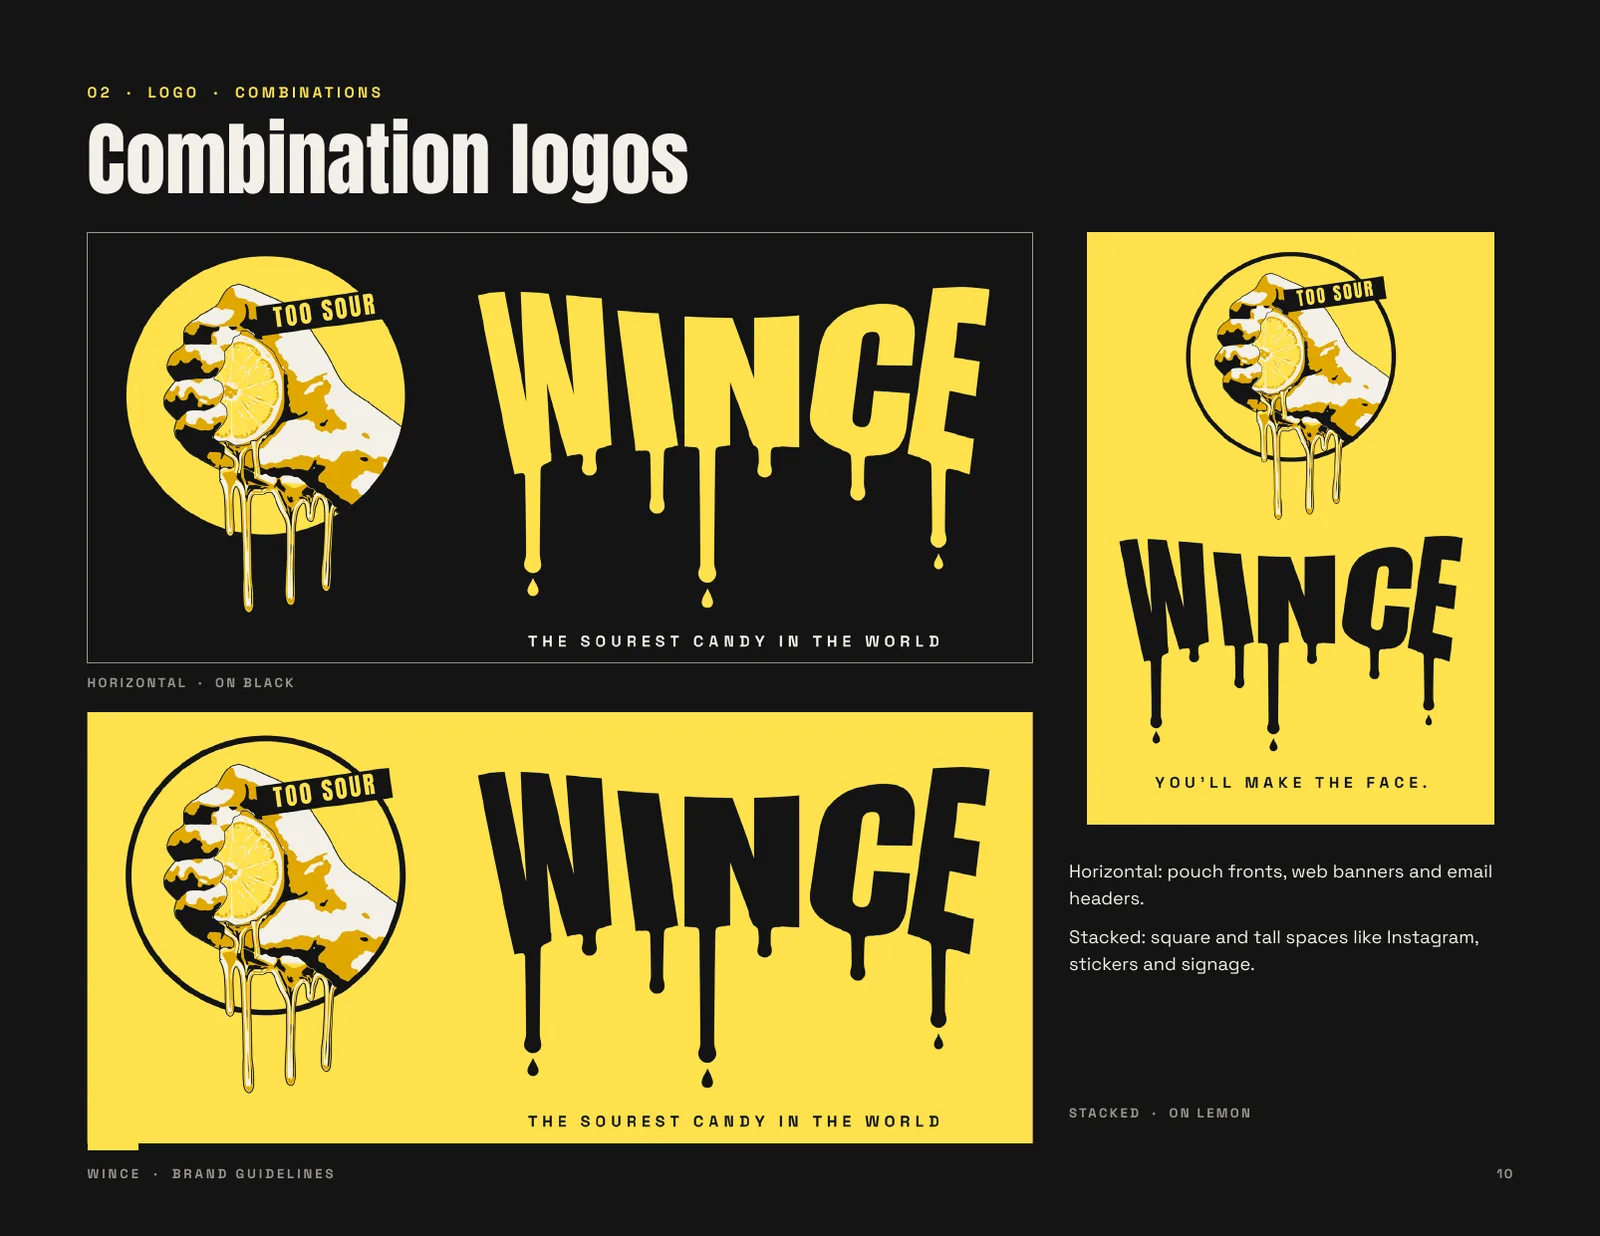 02 · LOGO · COMBINATIONS
Combination logos
TOO SOUR
WINCE
THE SOUREST CANDY IN THE WORLD
HORIZONTAL · ON BLACK
TOO SOUR
WINCE
THE SOUREST CANDY IN THE WORLD
TOO SOUR
WINCE
YOU'LL MAKE THE FACE.
Horizontal: pouch fronts, web banners and email
headers.
Stacked: square and tall spaces like Instagram,
stickers and signage.
STACKED · ON LEMON
WINCE · BRAND GUIDELINES
10